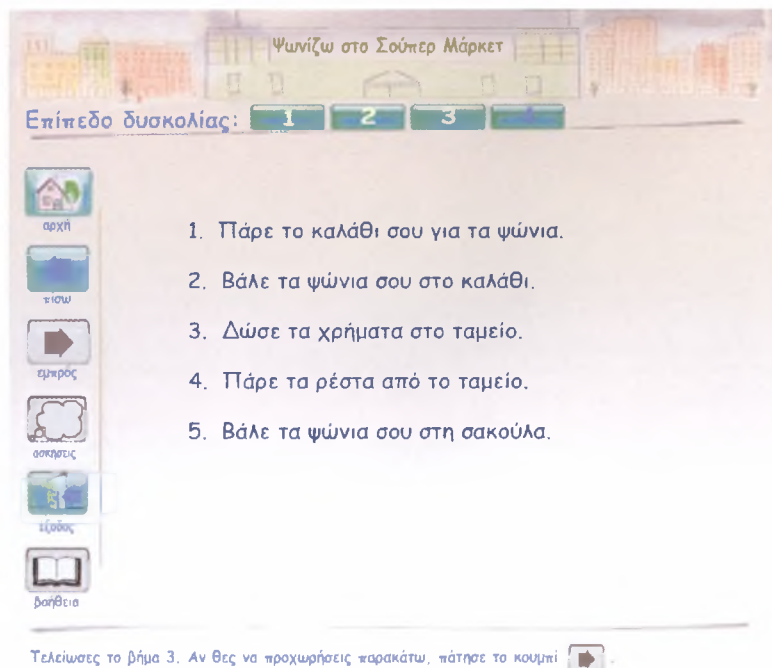 Ψωνίζω στο Σούπερ Μάρκετ
Επίπεδο δυσκολίας: 1 2 3 4
αρχή
πίσω
εμπρός
ασκήσεις
έξοδος
βοήθεια
1. Πάρε το καλάθι σου για τα ψώνια.
2. Βάλε τα ψώνια σου στο καλάθι.
3. Δώσε τα χρήματα στο ταμείο.
4. Πάρε τα ρέστα από το ταμείο.
5. Βάλε τα ψώνια σου στη σακούλα.
Τελείωσες το βήμα 3. Αν θες να προχωρήσεις παρακάτω, πάτησε το κουμπί .